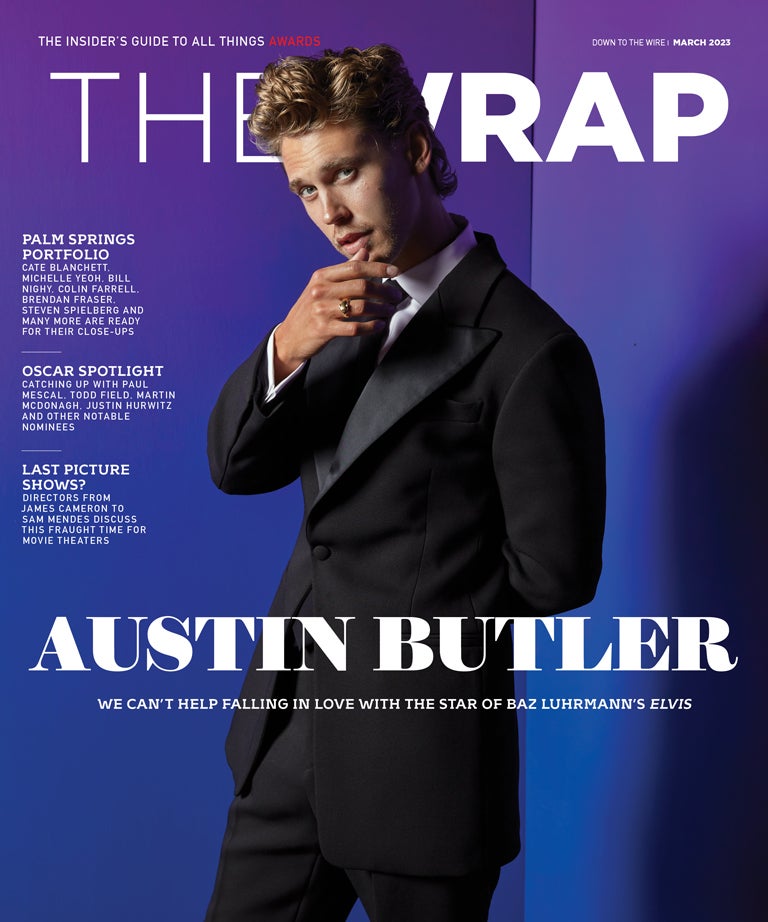 THE INSIDER'S GUIDE TO ALL THINGS AWARDS
DOWN TO THE WIRE | MARCH 2023
THE WRAP
PALM SPRINGS
PORTFOLIO
CATE BLANCHETT,
MICHELLE YEOH, BILL
NIGHY, COLIN FARRELL,
BRENDAN FRASER,
STEVEN SPIELBERG AND
MANY MORE ARE READY
FOR THEIR CLOSE-UPS
OSCAR SPOTLIGHT
CATCHING UP WITH PAUL
MESCAL, TODD FIELD, MARTIN
MCDONAGH, JUSTIN HURWITZ
AND OTHER NOTABLE
NOMINEES
LAST PICTURE
SHOWS?
DIRECTORS FROM
JAMES CAMERON TO
SAM MENDES DISCUSS
THIS FRAUGHT TIME FOR
MOVIE THEATERS
AUSTIN BUTLER
WE CAN'T HELP FALLING IN LOVE WITH THE STAR OF BAZ LUHRMANN'S ELVIS